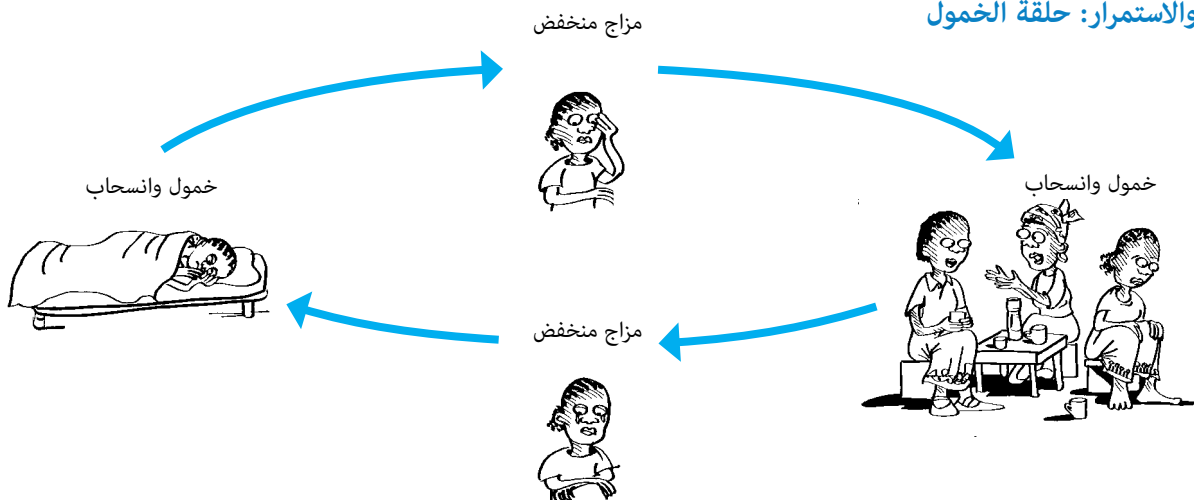 والاستمرار: حلقة الخمول
مزاج منخفض
خمول وانسحاب
خمول وانسحاب
مزاج منخفض